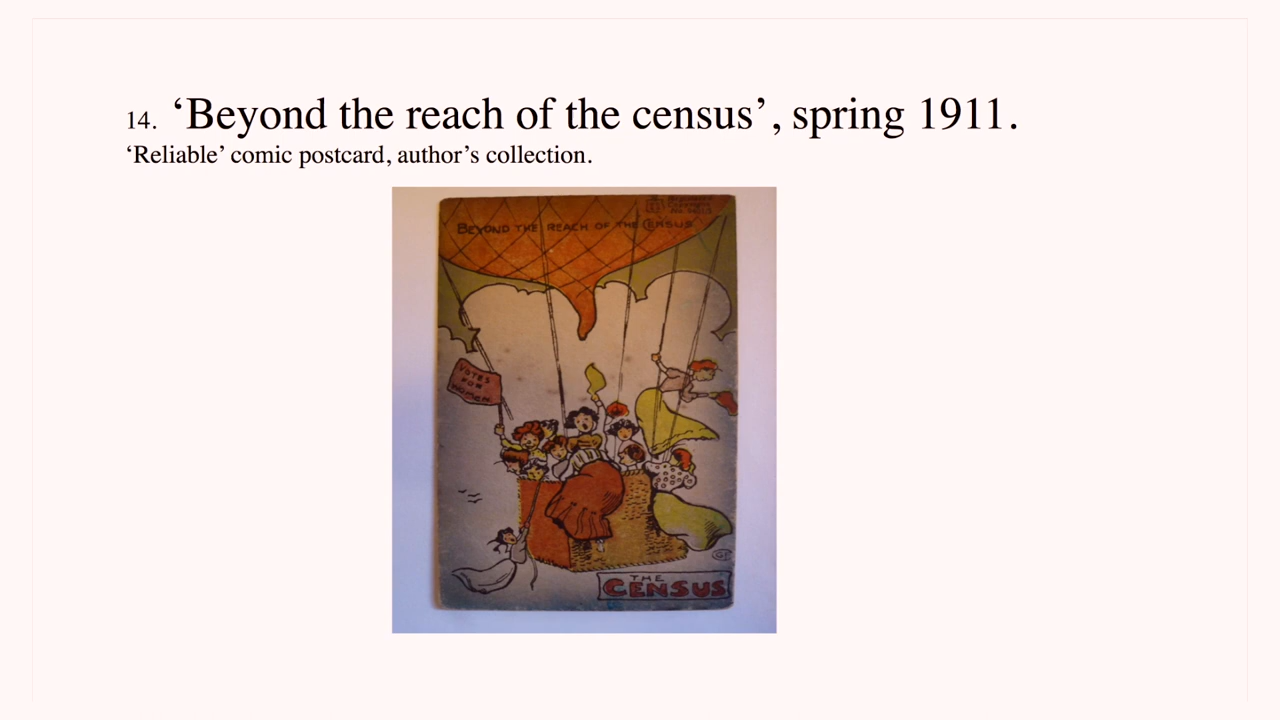 14. ‘Beyond the reach of the census’, spring 1911.
‘Reliable’ comic postcard, author’s collection.
BEYOND THE REACH OF THE CENSUS
VOTES
FOR
WOMEN
THE
CENSUS